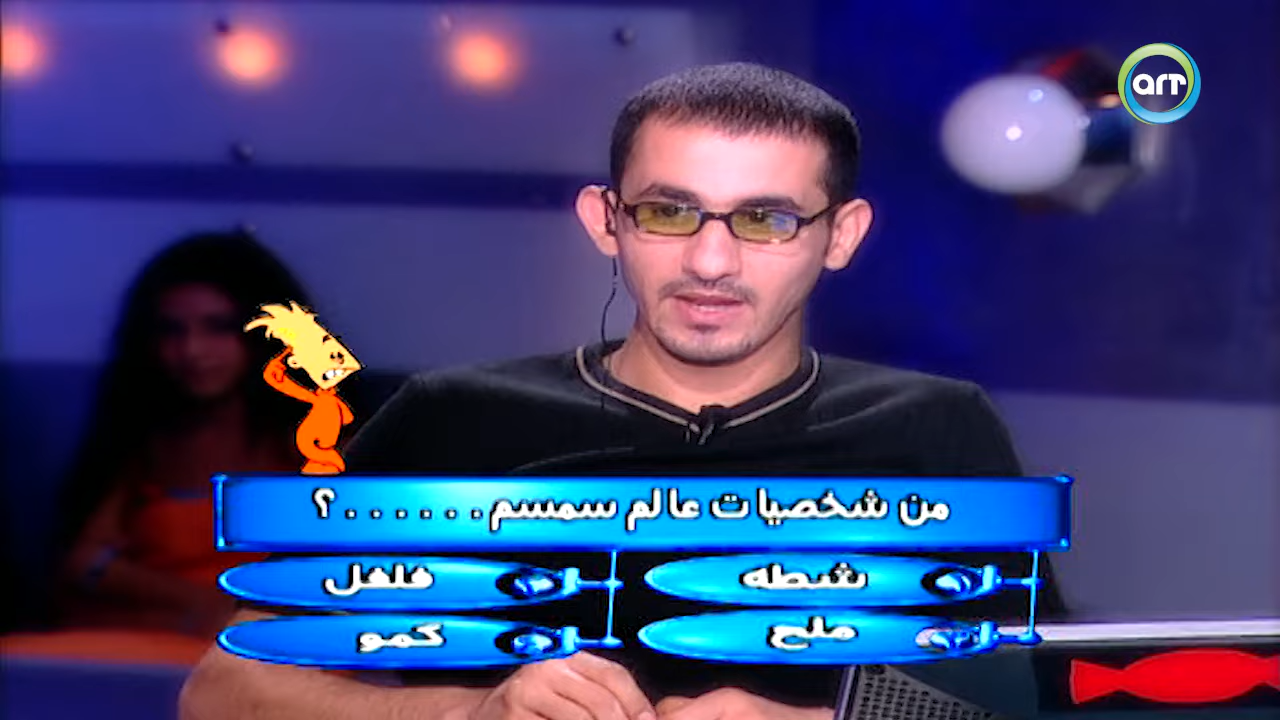 art
من شخصيات عالم سمسم......؟
شطه
فلفل
ملح
كمو